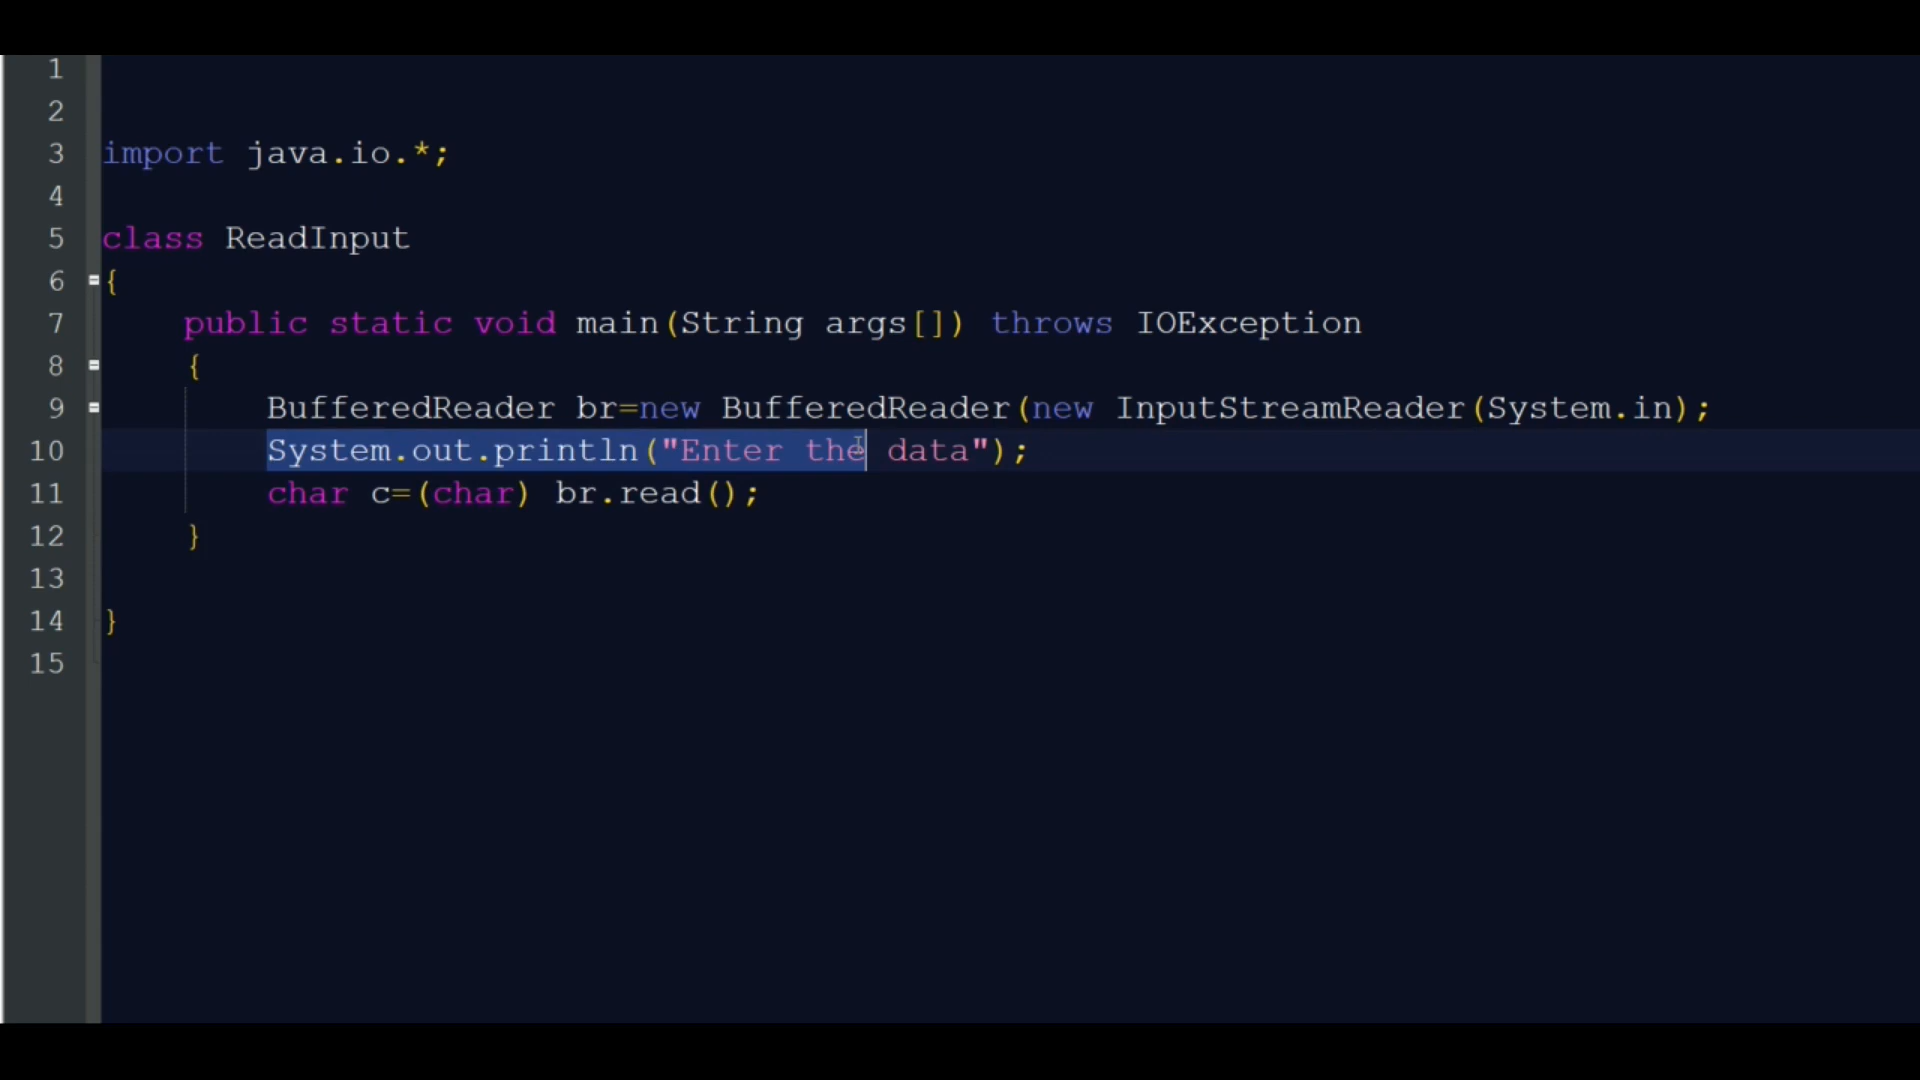 1
2
3 import java.io.*;
4
5 class ReadInput
6 {
7 public static void main(String args[]) throws IOException
8 {
9 BufferedReader br=new BufferedReader(new InputStreamReader(System.in);
10 System.out.println("Enter the data");
11 char c=(char) br.read();
12 }
13
14 }
15